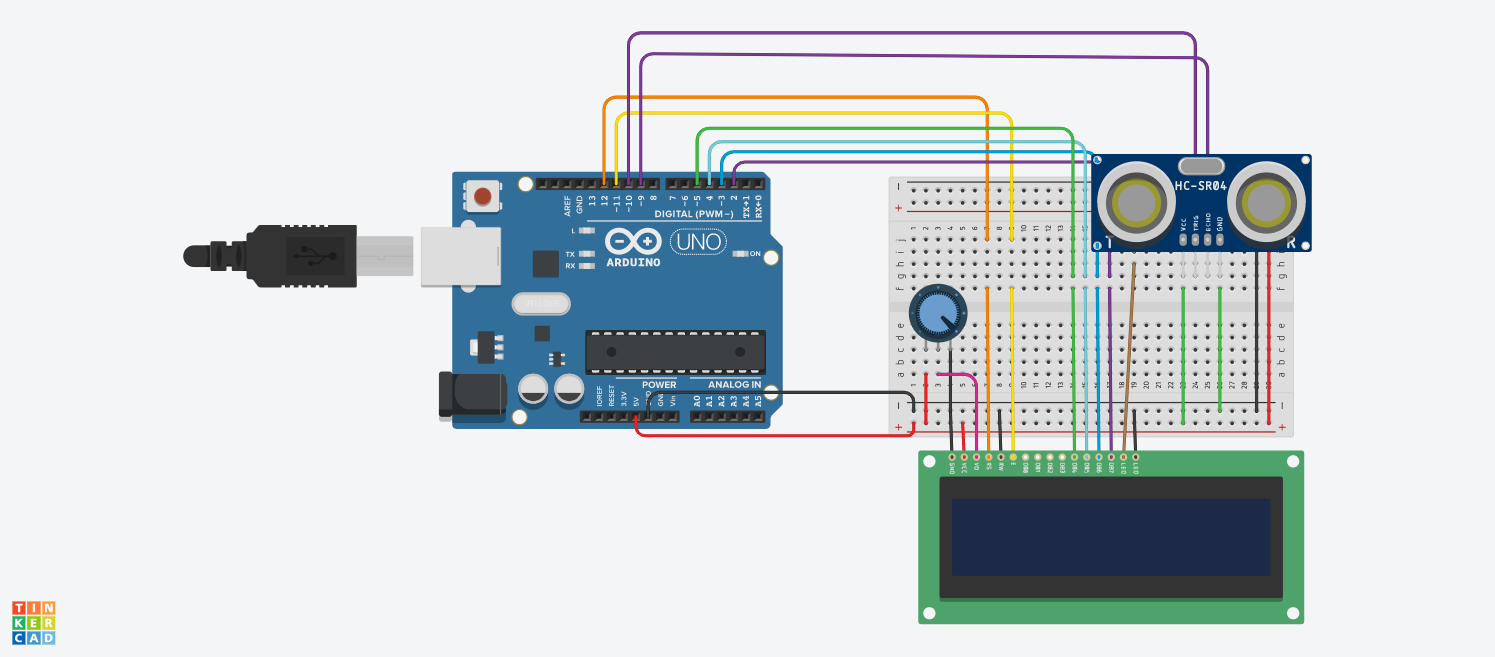 HC-SR04
VCC
TRIG
ECHO
GND
T
R
AREF
GND
13
12
~11
~10
~9
8
7
~6
~5
4
~3
2
TX→1
RX←0
DIGITAL (PWM~)
L
TX
RX
ARDUINO
UNO
ON
POWER
ANALOG IN
IOREF
RESET
3.3V
5V
GND
Vin
A0
A1
A2
A3
A4
A5
j
i
h
g
f
e
d
c
b
a
GND
VCC
V0
RS
RW
E
DB0
DB1
DB2
DB3
DB4
DB5
DB6
DB7
LED
LED
TIN
KER
CAD